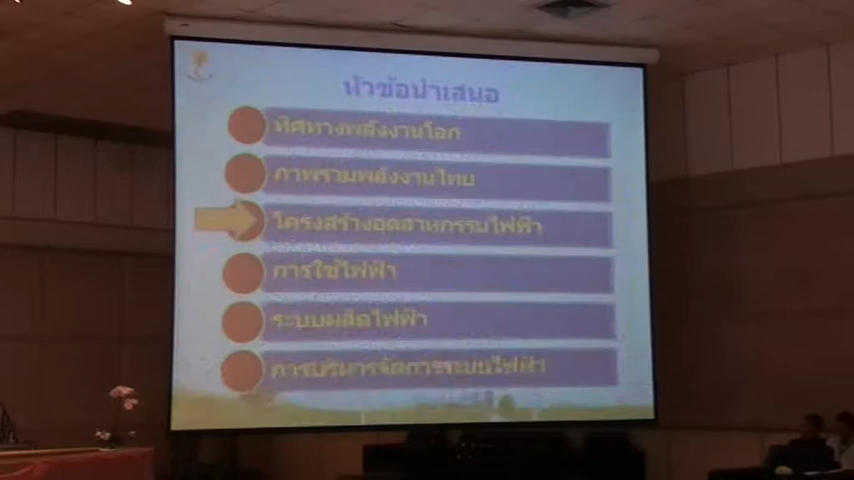 หัวข้อนำเสนอ
ทิศทางพลังงานโลก
ภาพรวมพลังงานไทย
โครงสร้างอุตสาหกรรมไฟฟ้า
การใช้ไฟฟ้า
ระบบผลิตไฟฟ้า
การบริหารจัดการระบบไฟฟ้า